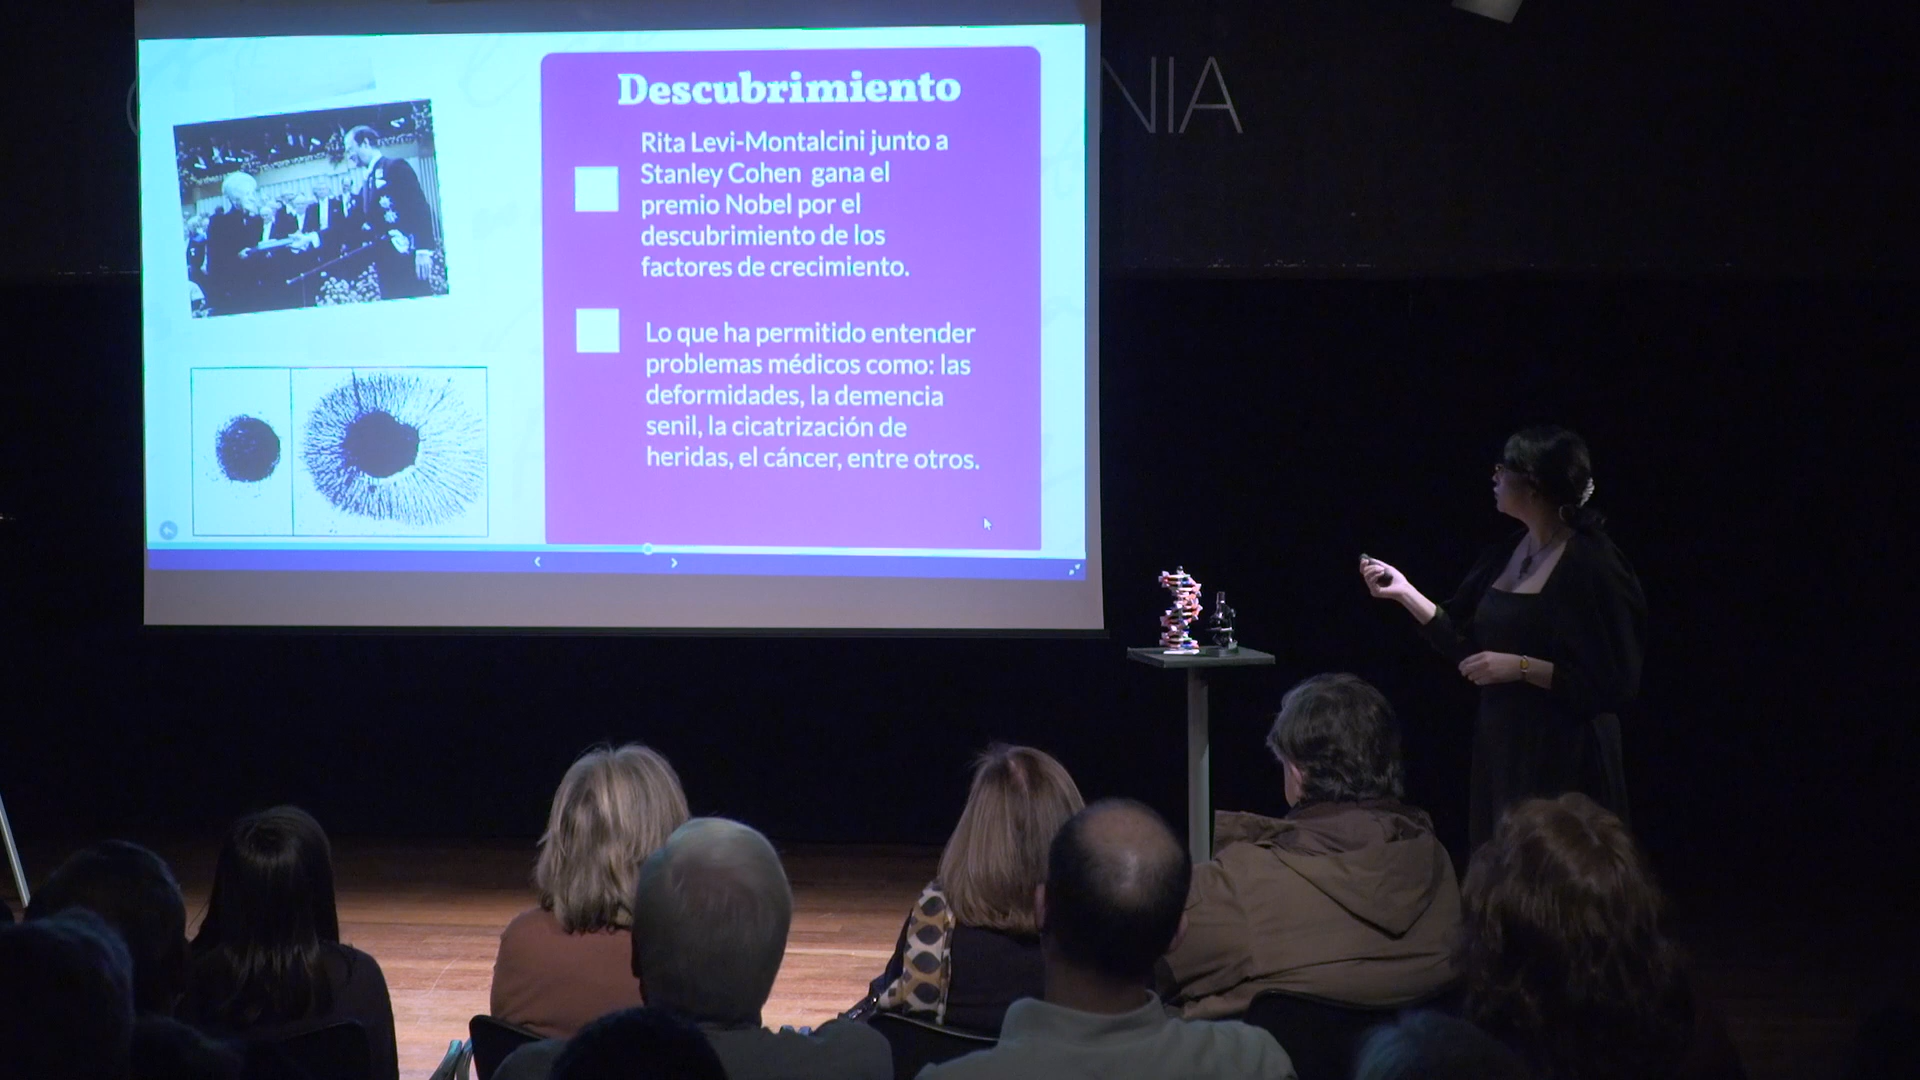 Descubrimiento
Rita Levi-Montalcini junto a
Stanley Cohen gana el
premio Nobel por el
descubrimiento de los
factores de crecimiento.
Lo que ha permitido entender
problemas médicos como: las
deformidades, la demencia
senil, la cicatrización de
heridas, el cáncer, entre otros.